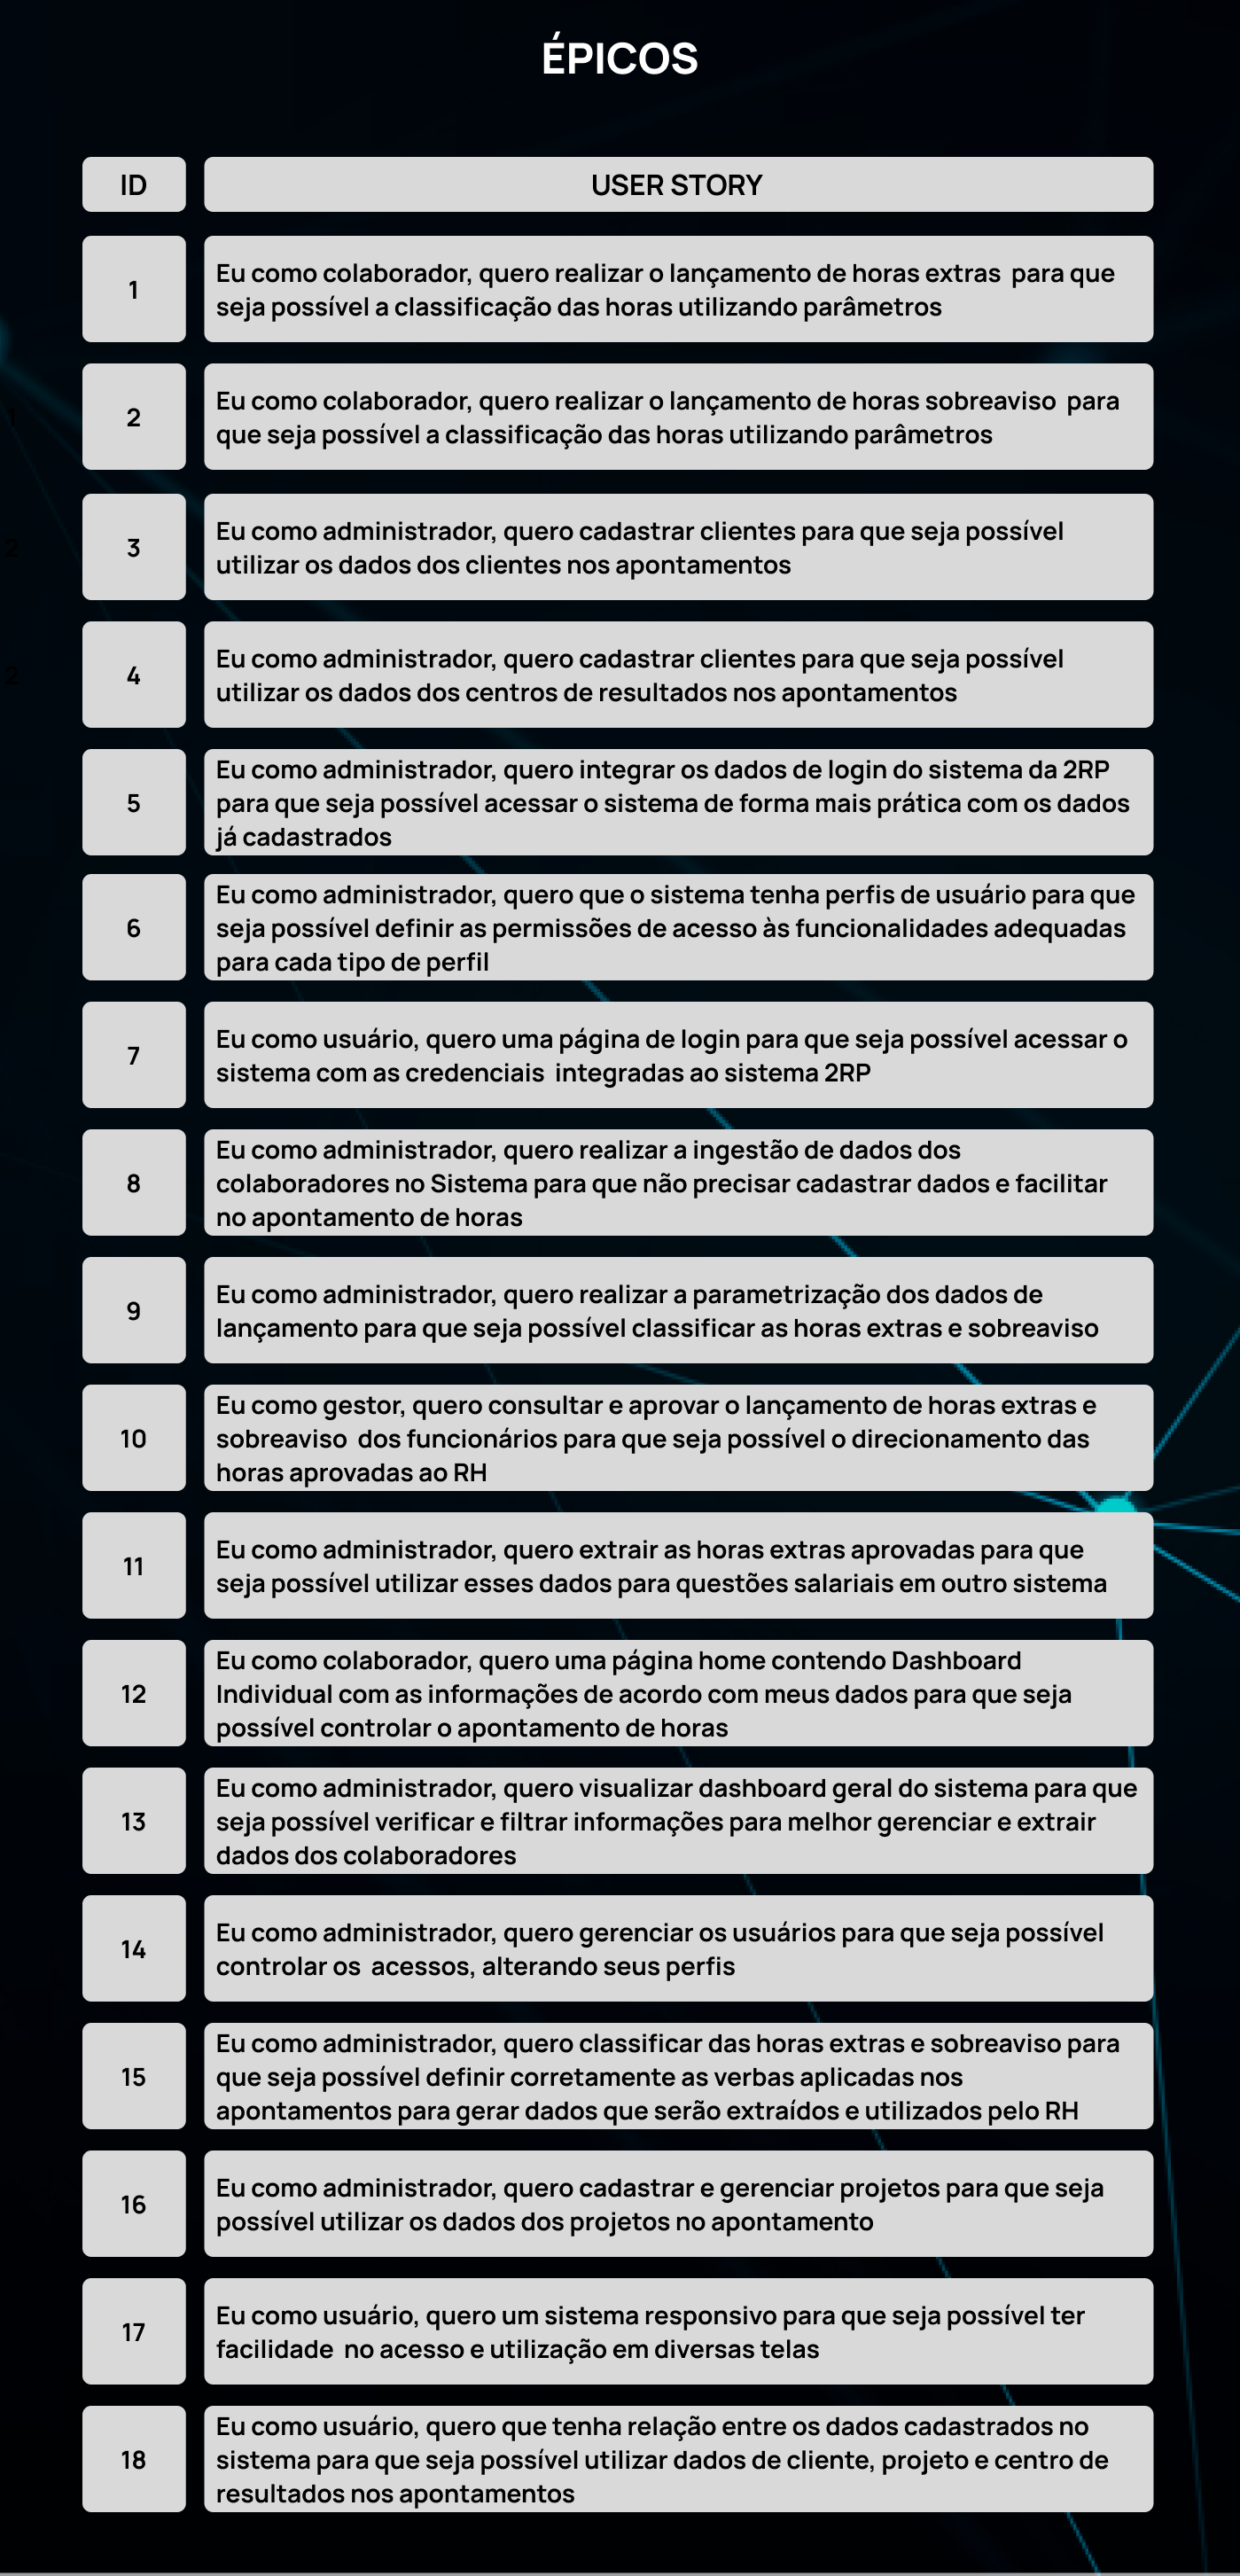 ÉPICOS
ID
USER STORY
1
Eu como colaborador, quero realizar o lançamento de horas extras  para que
seja possível a classificação das horas utilizando parâmetros
1
2
Eu como colaborador, quero realizar o lançamento de horas sobreaviso  para
que seja possível a classificação das horas utilizando parâmetros
2
3
Eu como administrador, quero cadastrar clientes para que seja possível
utilizar os dados dos clientes nos apontamentos
2
4
Eu como administrador, quero cadastrar clientes para que seja possível
utilizar os dados dos centros de resultados nos apontamentos
5
Eu como administrador, quero integrar os dados de login do sistema da 2RP
para que seja possível acessar o sistema de forma mais prática com os dados
já cadastrados
6
Eu como administrador, quero que o sistema tenha perfis de usuário para que
seja possível definir as permissões de acesso às funcionalidades adequadas
para cada tipo de perfil
7
Eu como usuário, quero uma página de login para que seja possível acessar o
sistema com as credenciais  integradas ao sistema 2RP
8
Eu como administrador, quero realizar a ingestão de dados dos
colaboradores no Sistema para que não precisar cadastrar dados e facilitar
no apontamento de horas
9
Eu como administrador, quero realizar a parametrização dos dados de
lançamento para que seja possível classificar as horas extras e sobreaviso
10
Eu como gestor, quero consultar e aprovar o lançamento de horas extras e
sobreaviso  dos funcionários para que seja possível o direcionamento das
horas aprovadas ao RH
11
Eu como administrador, quero extrair as horas extras aprovadas para que
seja possível utilizar esses dados para questões salariais em outro sistema
12
Eu como colaborador, quero uma página home contendo Dashboard
Individual com as informações de acordo com meus dados para que seja
possível controlar o apontamento de horas
13
Eu como administrador, quero visualizar dashboard geral do sistema para que
seja possível verificar e filtrar informações para melhor gerenciar e extrair
dados dos colaboradores
14
Eu como administrador, quero gerenciar os usuários para que seja possível
controlar os  acessos, alterando seus perfis
15
Eu como administrador, quero classificar das horas extras e sobreaviso para
que seja possível definir corretamente as verbas aplicadas nos
apontamentos para gerar dados que serão extraídos e utilizados pelo RH
16
Eu como administrador, quero cadastrar e gerenciar projetos para que seja
possível utilizar os dados dos projetos no apontamento
17
Eu como usuário, quero um sistema responsivo para que seja possível ter
facilidade  no acesso e utilização em diversas telas
18
Eu como usuário, quero que tenha relação entre os dados cadastrados no
sistema para que seja possível utilizar dados de cliente, projeto e centro de
resultados nos apontamentos